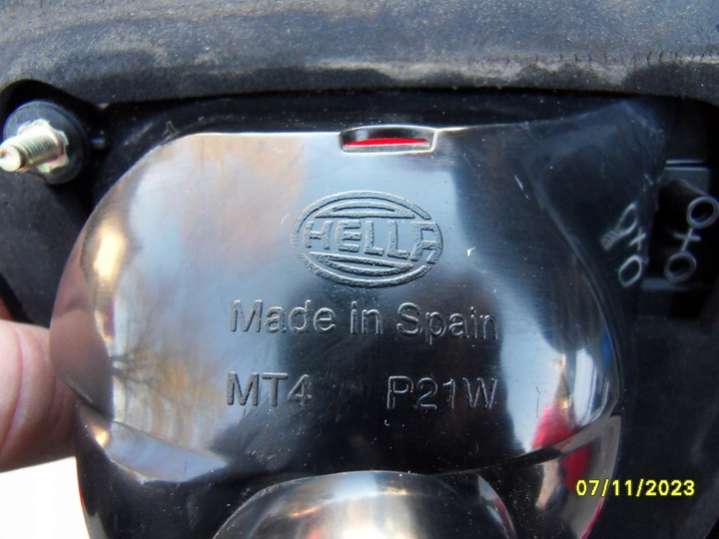 HELLA
Made in Spain
MT4 P21W
07/11/2023